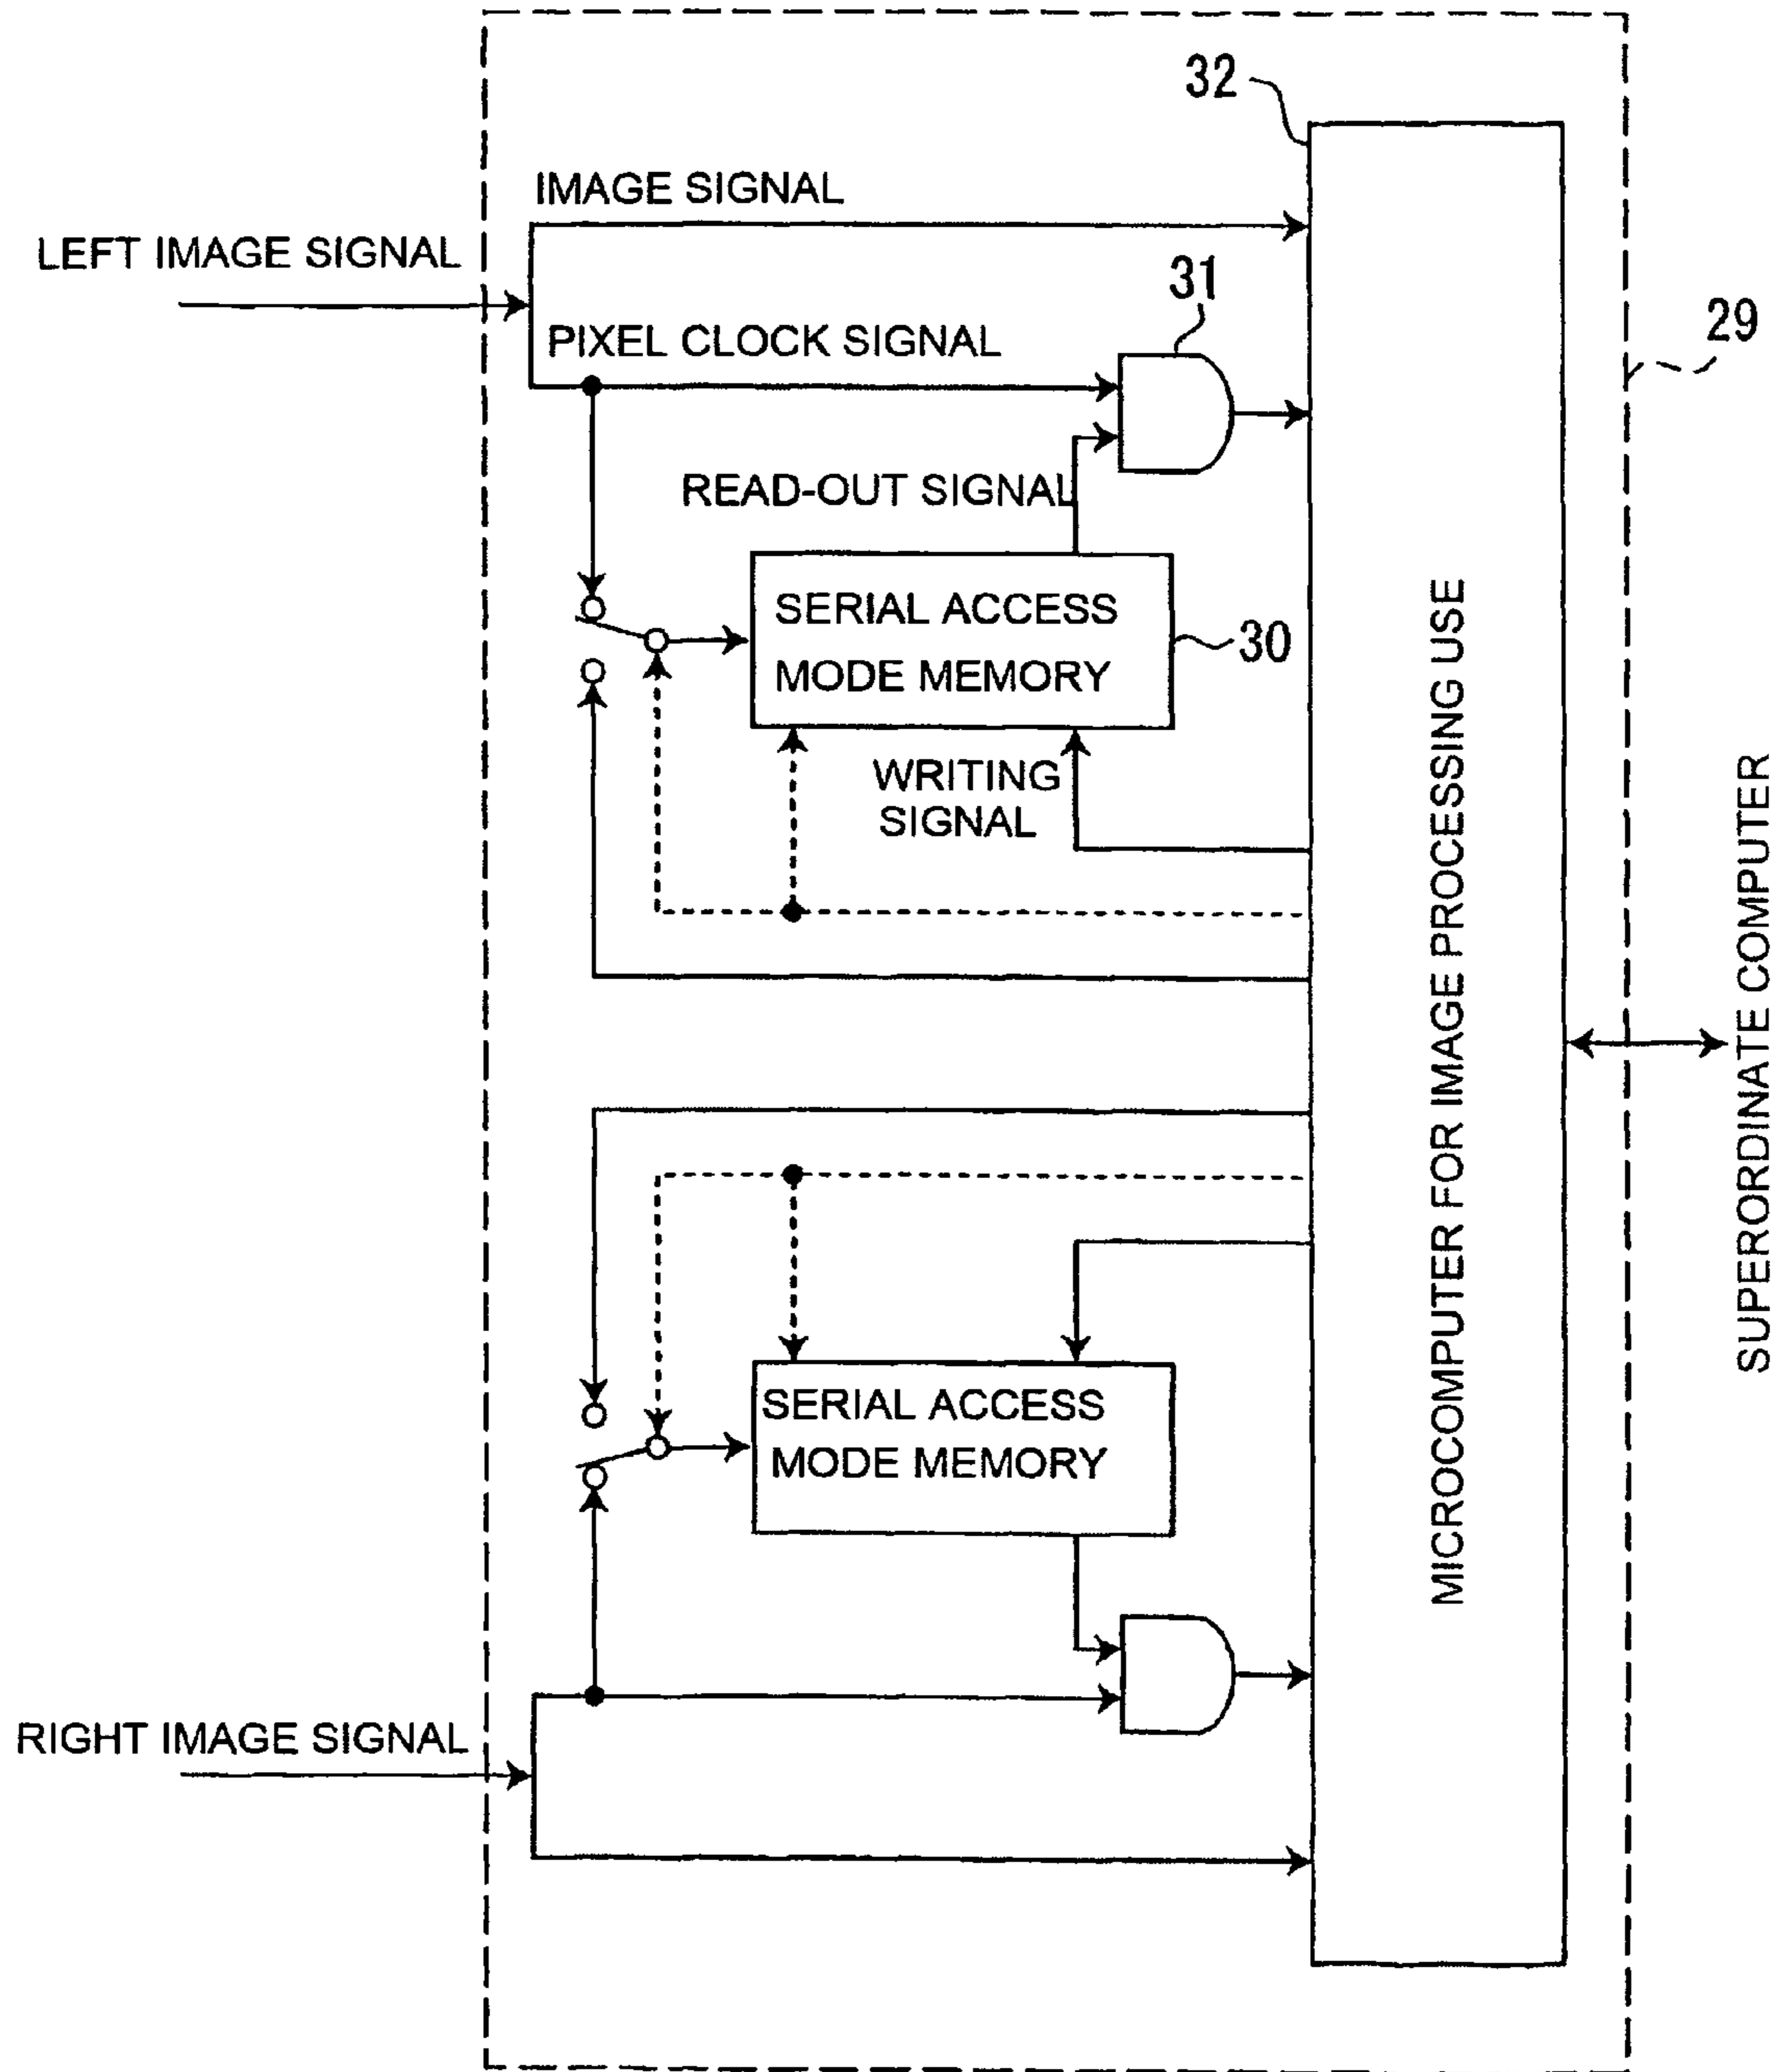 32
IMAGE SIGNAL
LEFT IMAGE SIGNAL
31
29
PIXEL CLOCK SIGNAL
READ-OUT SIGNAL
SERIAL ACCESS
MODE MEMORY
30
WRITING
SIGNAL
MICROCOMPUTER FOR IMAGE PROCESSING USE
SUPERORDINATE COMPUTER
SERIAL ACCESS
MODE MEMORY
RIGHT IMAGE SIGNAL